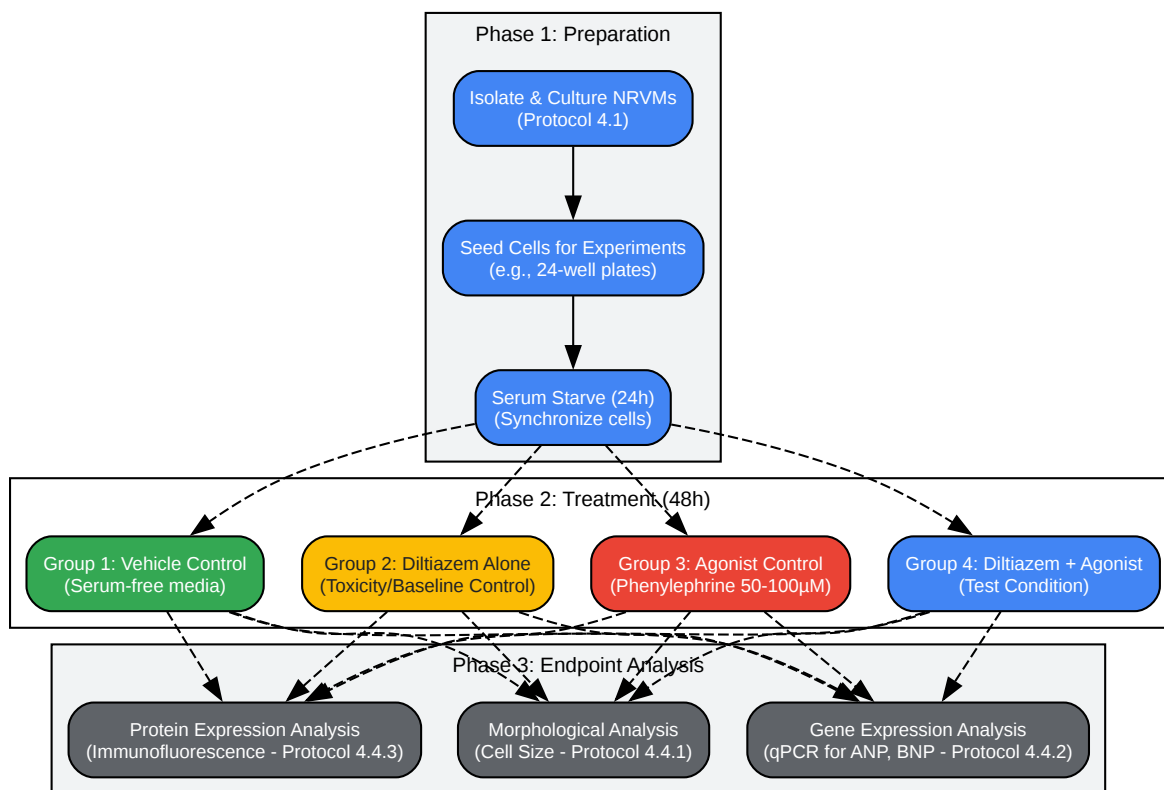 Phase 1: Preparation
Isolate & Culture NRVMs
(Protocol 4.1)
Seed Cells for Experiments
(e.g., 24-well plates)
Serum Starve (24h)
(Synchronize cells)
Phase 2: Treatment (48h)
Group 1: Vehicle Control
(Serum-free media)
Group 2: Diltiazem Alone
(Toxicity/Baseline Control)
Group 3: Agonist Control
(Phenylephrine 50-100μM)
Group 4: Diltiazem + Agonist
(Test Condition)
Phase 3: Endpoint Analysis
Protein Expression Analysis
(Immunofluorescence - Protocol 4.4.3)
Morphological Analysis
(Cell Size - Protocol 4.4.1)
Gene Expression Analysis
(qPCR for ANP, BNP - Protocol 4.4.2)